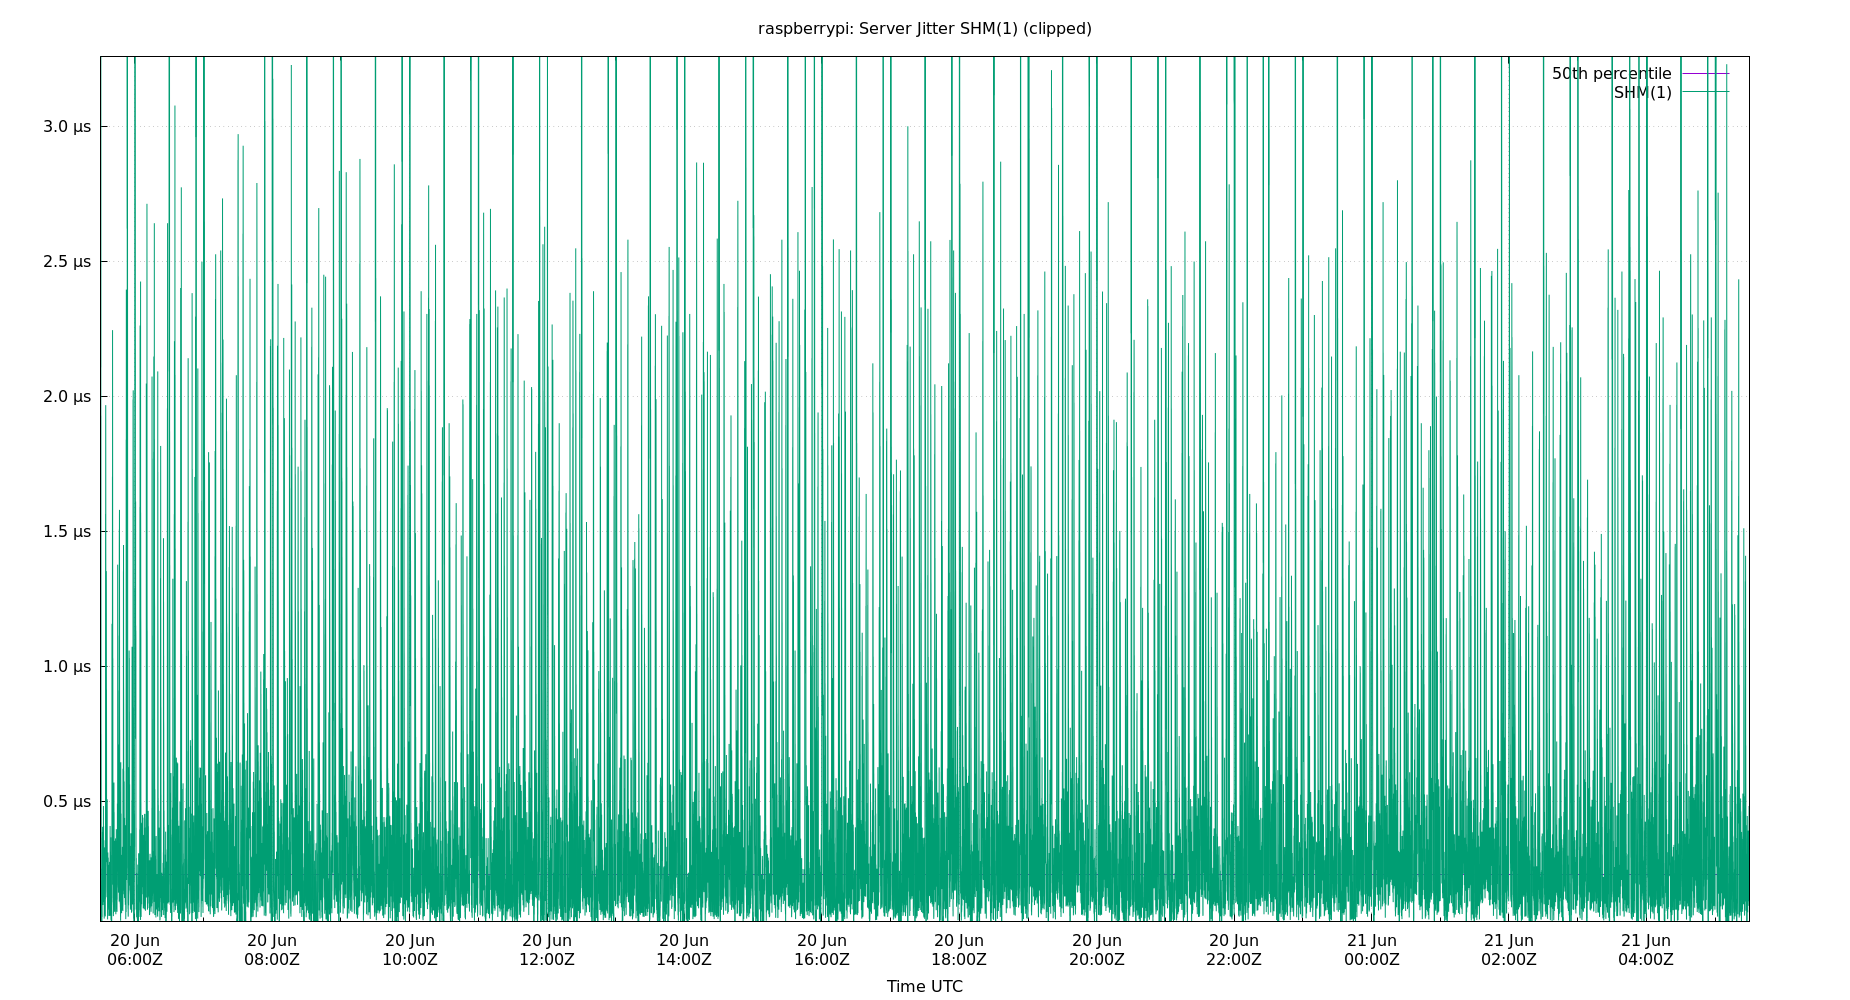 raspberrypi: Server Jitter SHM(1) (clipped)
50th percentile
SHM(1)
3.0 µs
2.5 µs
2.0 µs
1.5 µs
1.0 µs
0.5 µs
20 Jun 20 Jun 20 Jun 20 Jun 20 Jun 20 Jun 20 Jun 20 Jun 20 Jun 21 Jun 21 Jun 21 Jun
06:00Z 08:00Z 10:00Z 12:00Z 14:00Z 16:00Z 18:00Z 20:00Z 22:00Z 00:00Z 02:00Z 04:00Z
Time UTC